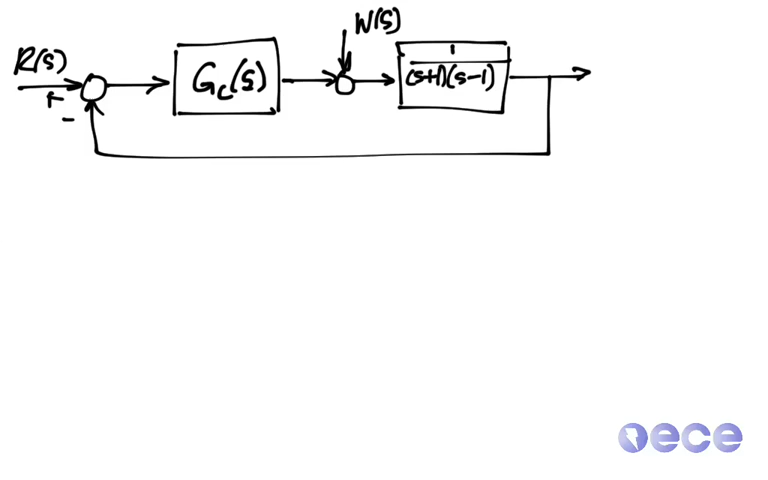 W(s)
R(s)
+
-
Gc(s)
1
(s+1)(s-1)
ece